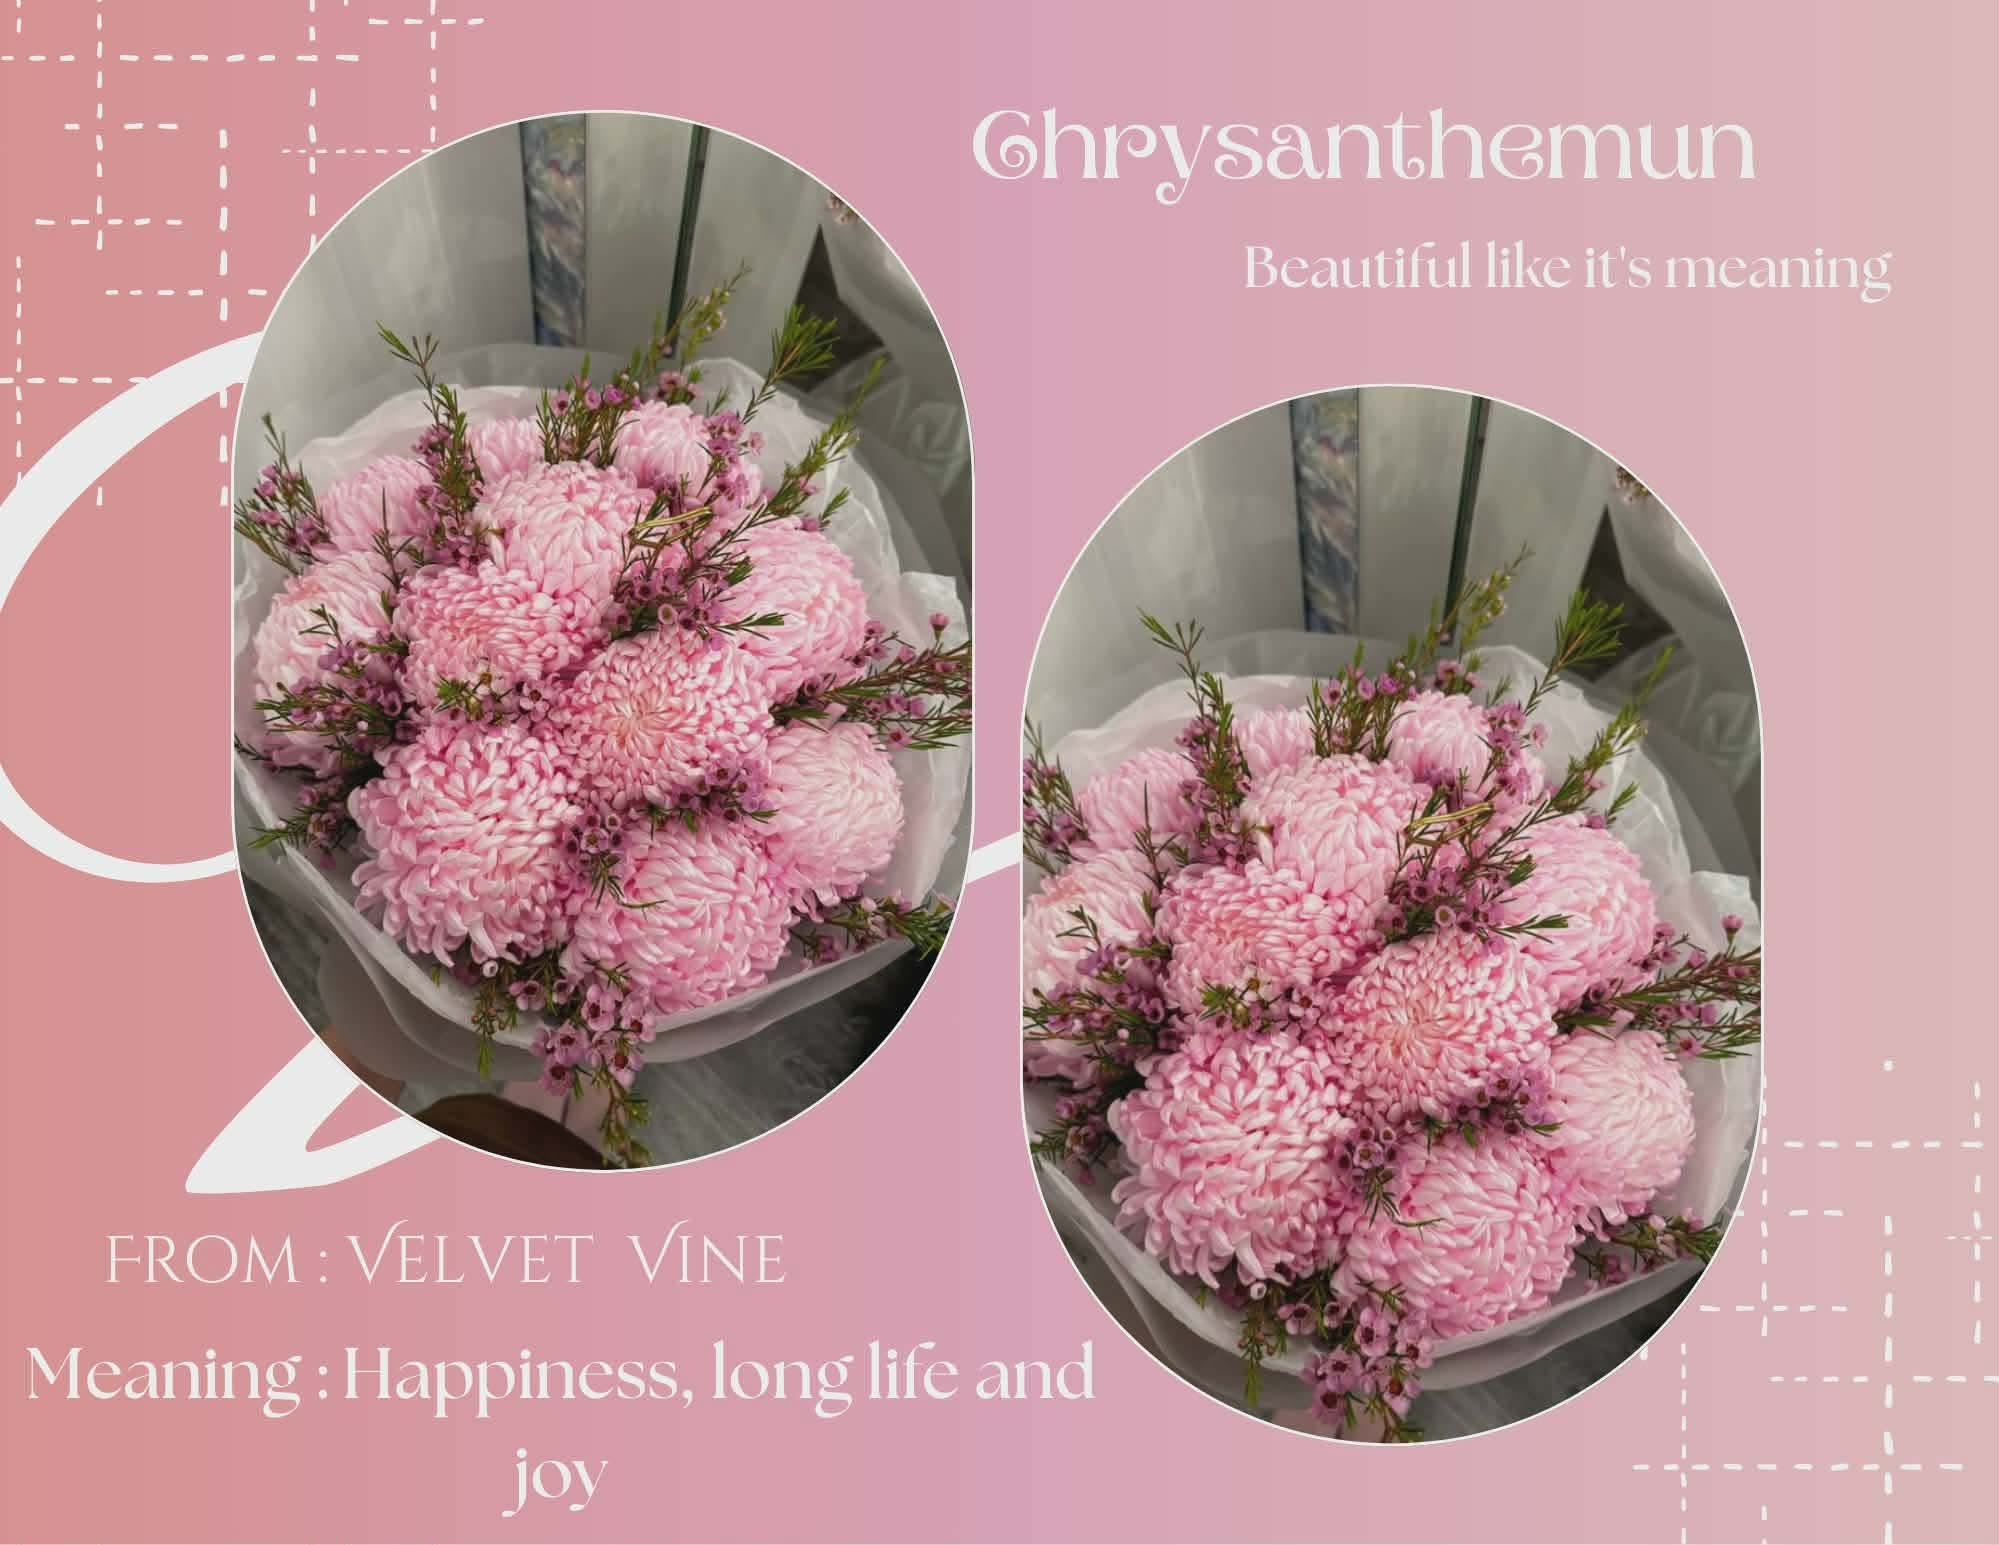 Chrysanthemun
Beautiful like it's meaning
FROM : VELVET VINE
Meaning : Happiness, long life and
joy